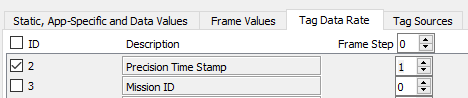 Static, App-Specific and Data Values Frame Values Tag Data Rate Tag Sources
ID Description Frame Step 0
2 Precision Time Stamp 1
3 Mission ID 0